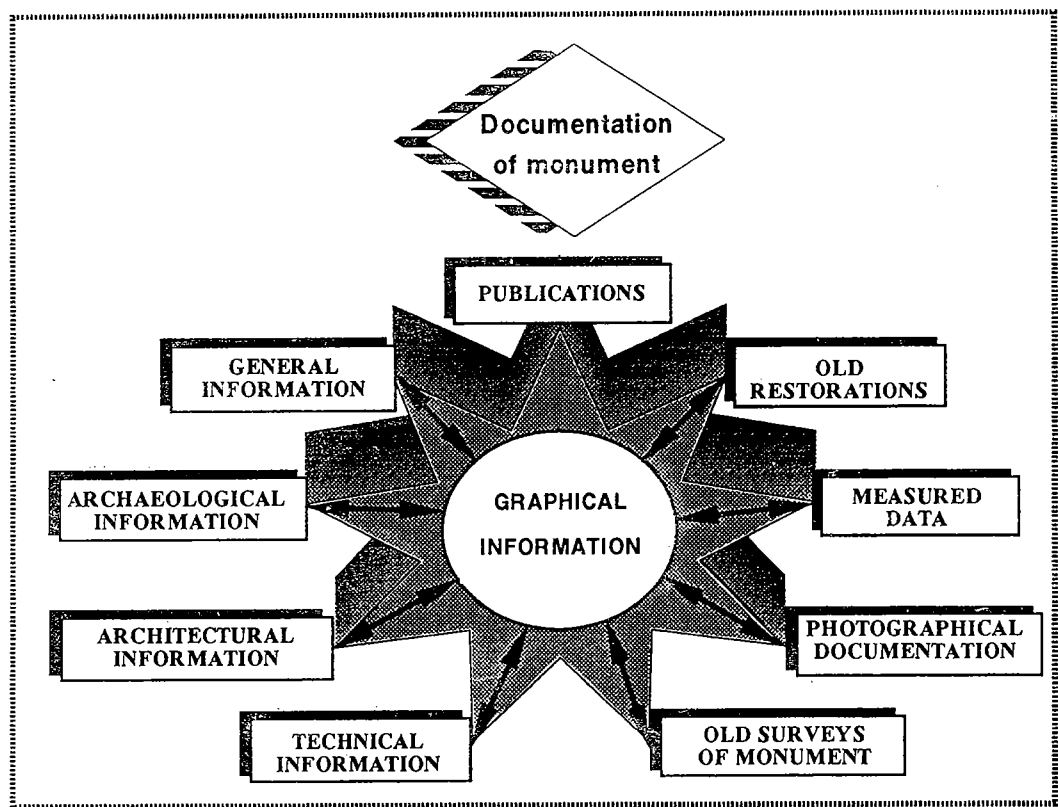 Documentation
of monument
PUBLICATIONS
GENERAL
INFORMATION
OLD
RESTORATIONS
ARCHAEOLOGICAL
INFORMATION
GRAPHICAL
INFORMATION
MEASURED
DATA
ARCHITECTURAL
INFORMATION
PHOTOGRAPHICAL
DOCUMENTATION
TECHNICAL
INFORMATION
OLD SURVEYS
OF MONUMENT